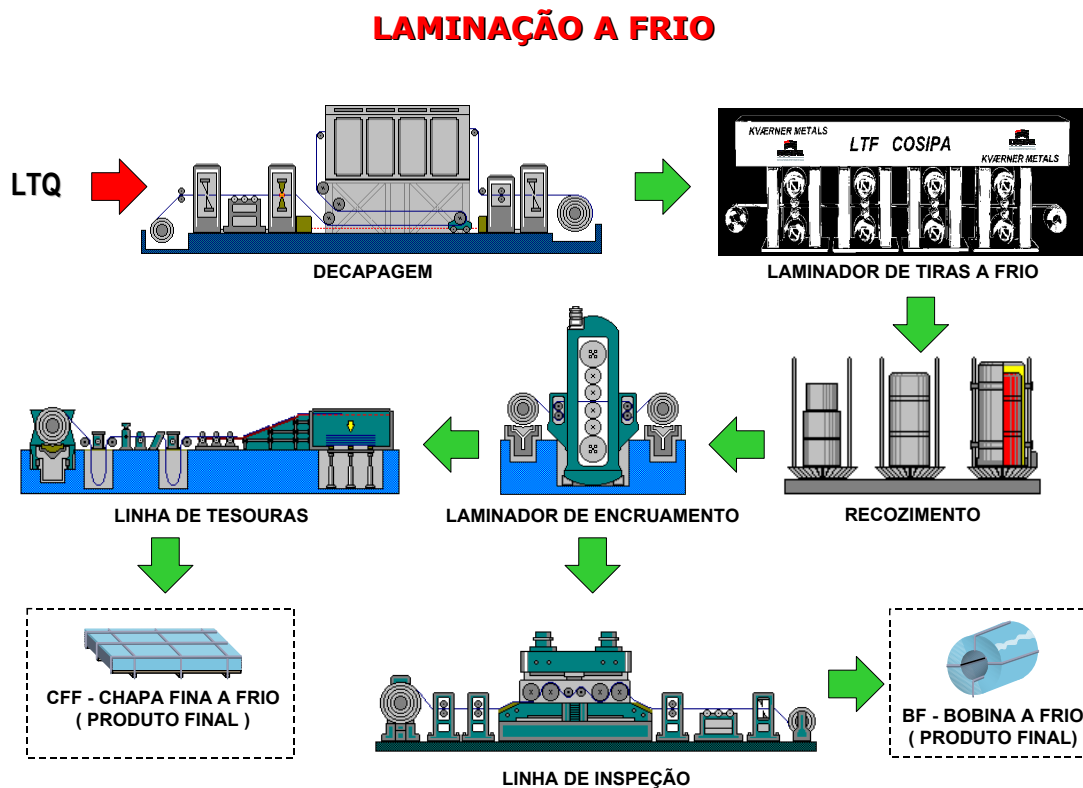 LAMINAÇÃO A FRIO
LTQ
DECAPAGEM
KVÆRNER METALS
LTF COSIPA
KVÆRNER METALS
LAMINADOR DE TIRAS A FRIO
LINHA DE TESOURAS
LAMINADOR DE ENCRUAMENTO
RECOZIMENTO
CFF - CHAPA FINA A FRIO
( PRODUTO FINAL )
LINHA DE INSPEÇÃO
BF - BOBINA A FRIO
( PRODUTO FINAL)